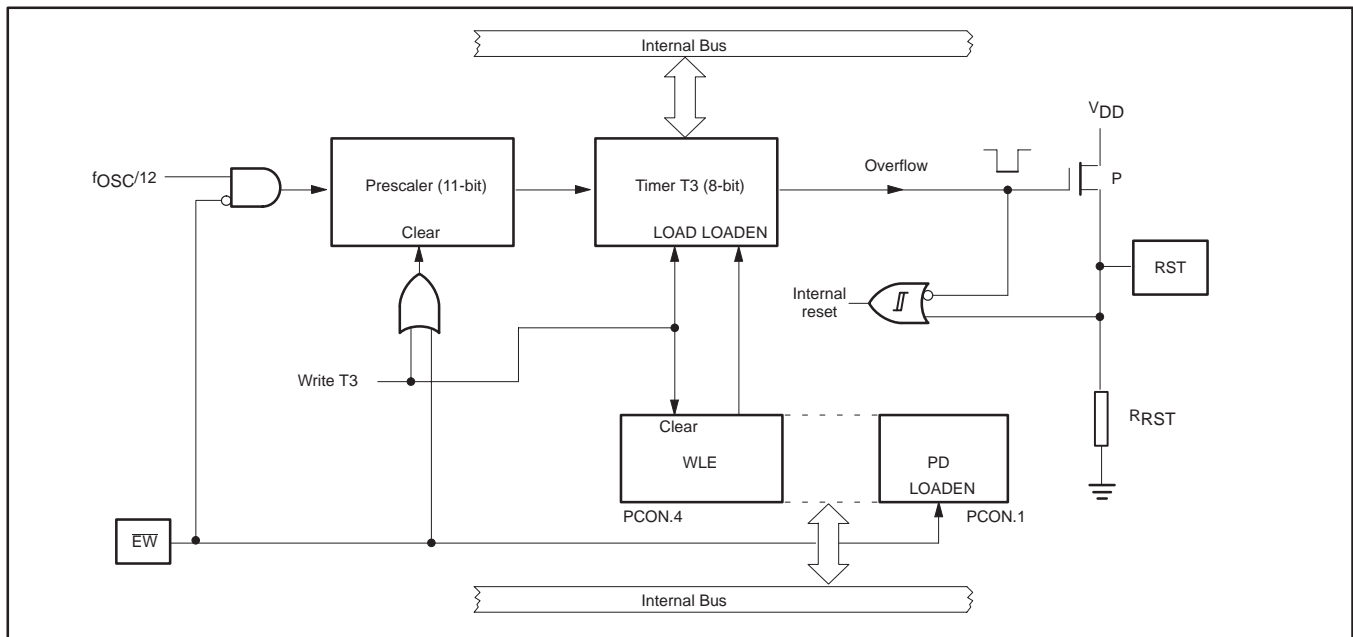 Internal Bus
VDD
fOSC/12
Prescaler (11-bit)
Clear
Timer T3 (8-bit)
LOAD LOADEN
Overflow
P
RST
Internal
reset
Write T3
Clear
WLE
PCON.4
PD
LOADEN
PCON.1
RRST
EW
Internal Bus